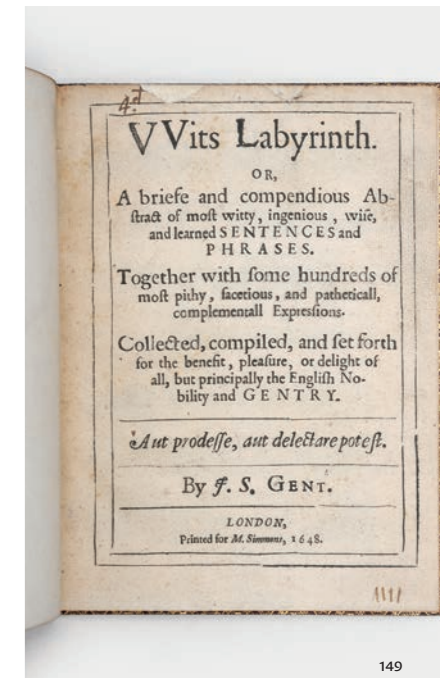 4.d
VVits Labyrinth.
OR,
A briefe and compendious Ab-
ſtract of moſt witty, ingenious, wiſe,
and learned SENTENCES and
PHRASES.
Together with ſome hundreds of
moſt pithy, facetious, and patheticall,
complementall Expreſſions.
Collected, compiled, and ſet forth
for the benefit, pleaſure, or delight of
all, but principally the Engliſh No-
bility and GENTRY.
Aut prodeſſe, aut delectare poteſt.
By J. S. GENT.
LONDON,
Printed for M. Simmons, 1648.
1111
149